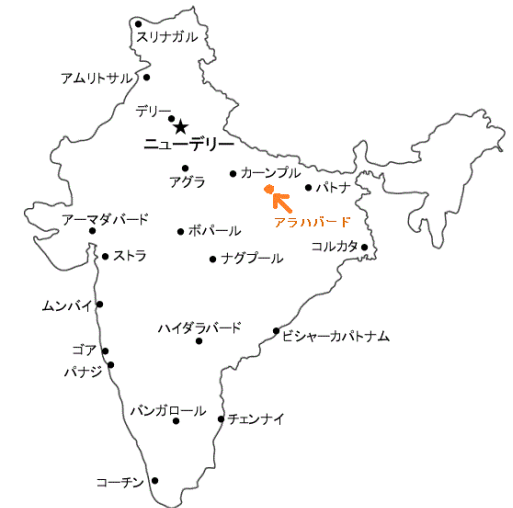 スリナガル
アムリトサル
デリー
ニューデリー
アグラ
カーンプル
パトナ
アラハバード
アーマダバード
ボパール
コルカタ
ストラ
ナグプール
ムンバイ
ハイダラバード
ビシャーカパトナム
ゴア
パナジ
バンガロール
チェンナイ
コーチン